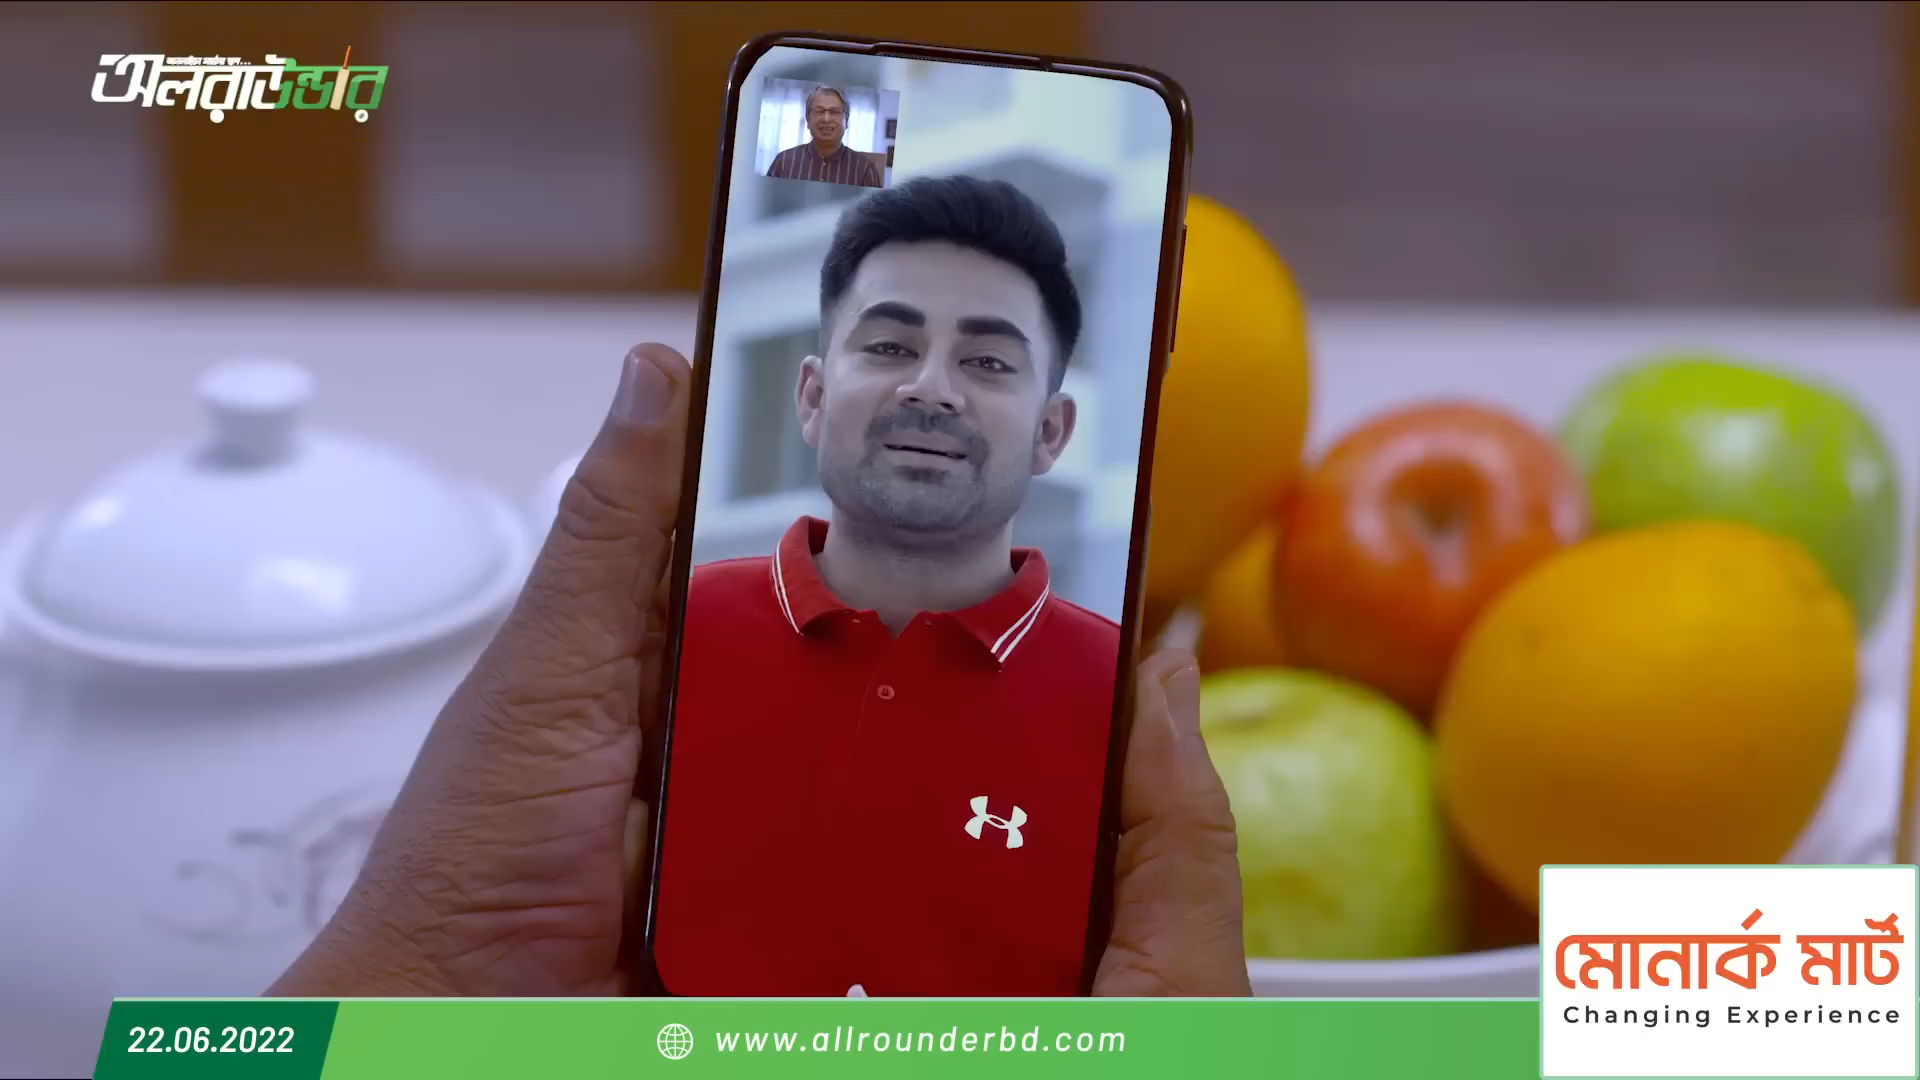 অলরাউন্ডার
22.06.2022
www.allrounderbd.com
মোনার্ক মার্ট
Changing Experience